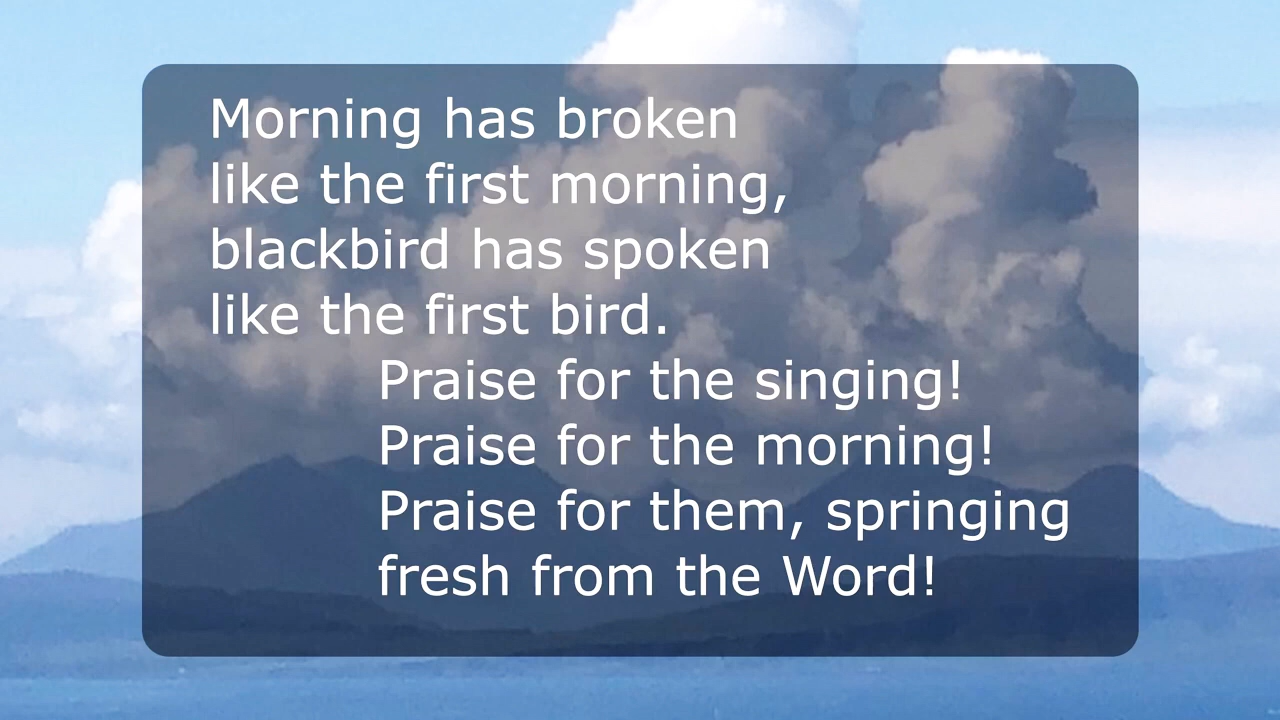 Morning has broken
like the first morning,
blackbird has spoken
like the first bird.
Praise for the singing!
Praise for the morning!
Praise for them, springing
fresh from the Word!